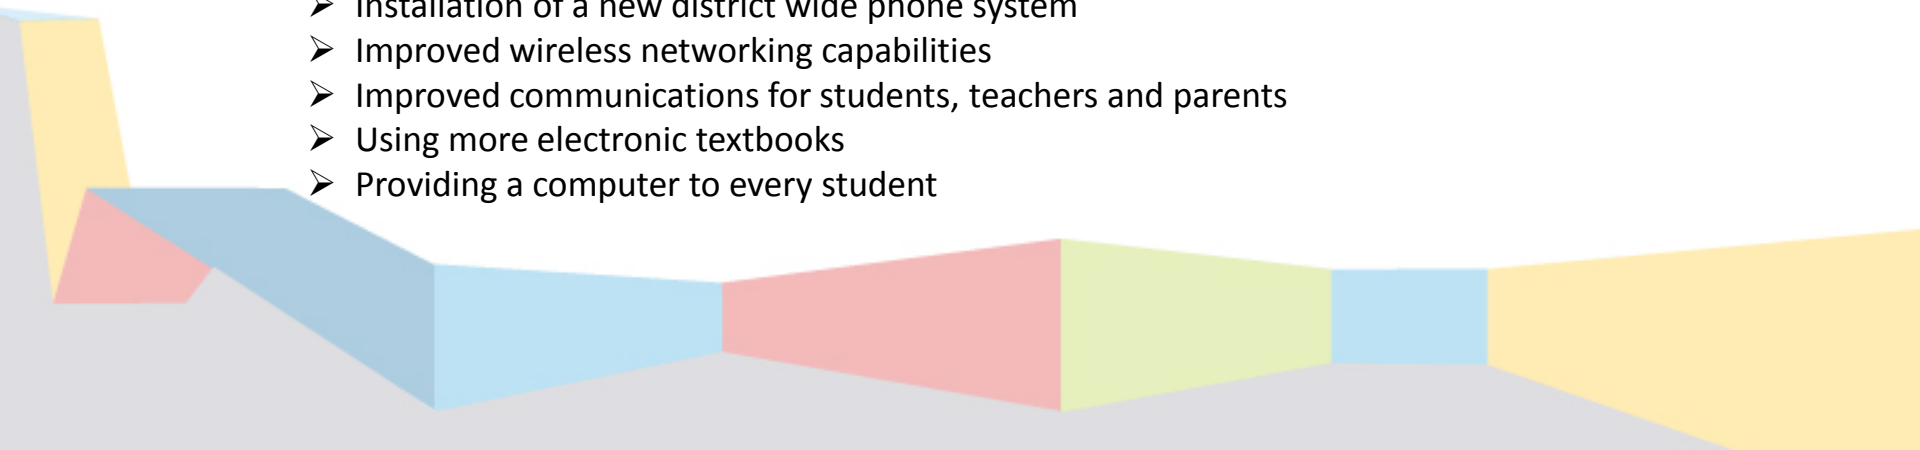 ➢ Installation of a new district wide phone system
➢ Improved wireless networking capabilities
➢ Improved communications for students, teachers and parents
➢ Using more electronic textbooks
➢ Providing a computer to every student